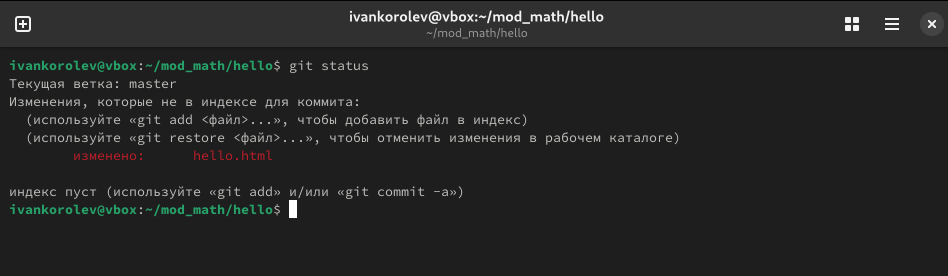 ivankorolev@vbox:~/mod_math/hello
~/mod_math/hello
ivankorolev@vbox:~/mod_math/hello$ git status
Текущая ветка: master
Изменения, которые не в индексе для коммита:
  (используйте «git add <файл>...», чтобы добавить файл в индекс)
  (используйте «git restore <файл>...», чтобы отменить изменения в рабочем каталоге)
        изменено:      hello.html
индекс пуст (используйте «git add» и/или «git commit -a»)
ivankorolev@vbox:~/mod_math/hello$